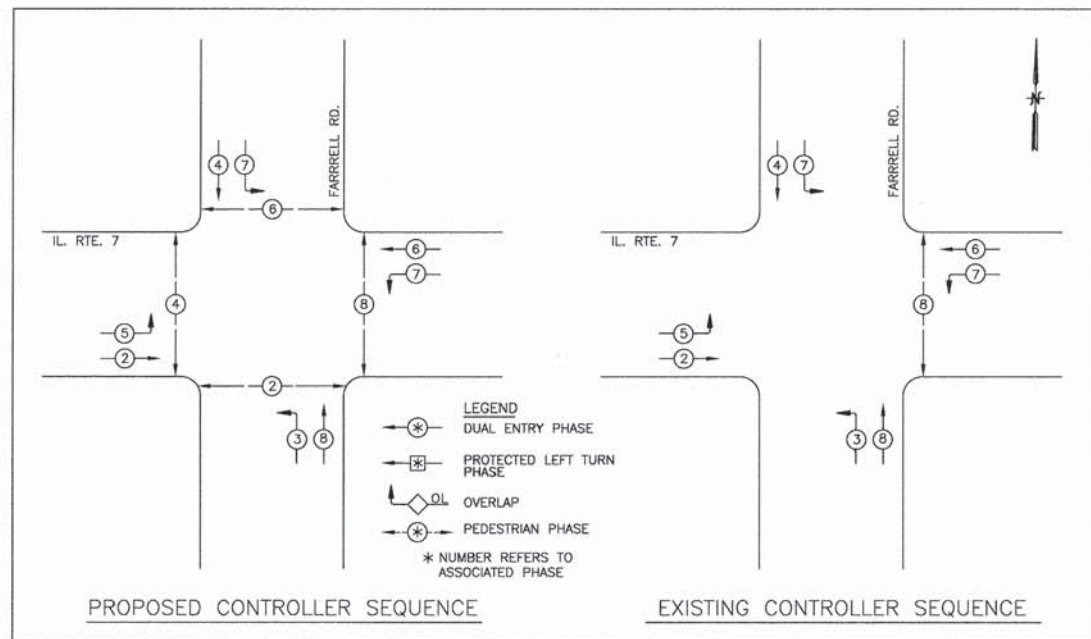 FARRRELL RD.
4 7
6
IL. RTE. 7
6
7
4
8
5
2
2
3 8
LEGEND
* DUAL ENTRY PHASE
* PROTECTED LEFT TURN
PHASE
OL OVERLAP
* PEDESTRIAN PHASE
* NUMBER REFERS TO
ASSOCIATED PHASE
PROPOSED CONTROLLER SEQUENCE
FARRRELL RD.
N
4 7
IL. RTE. 7
6
7
8
5
2
3 8
EXISTING CONTROLLER SEQUENCE